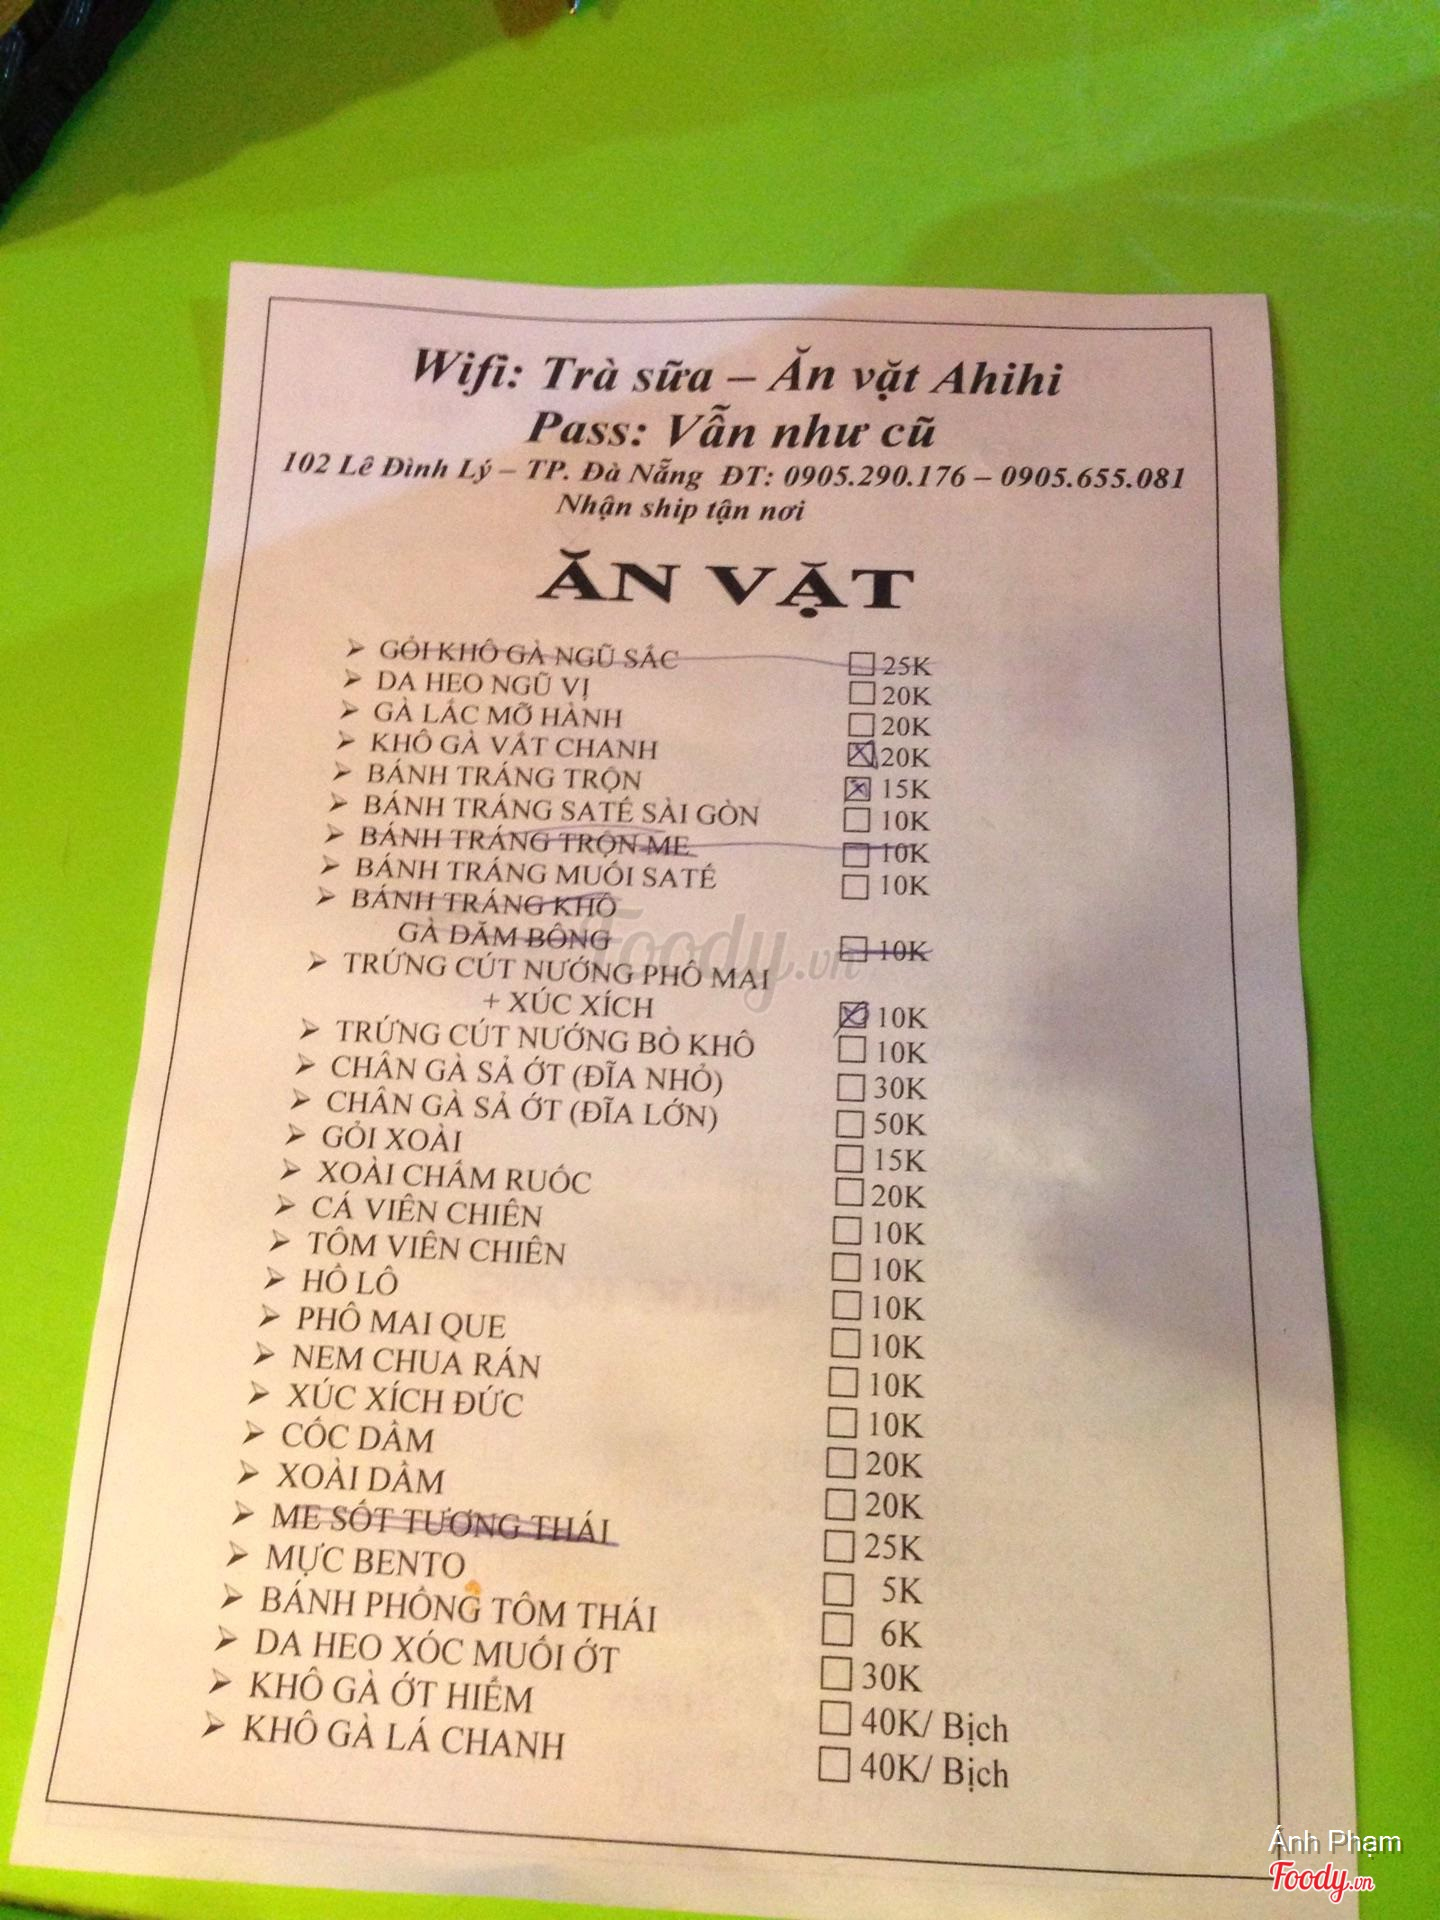 Wifi: Trà sữa – Ăn vặt Ahihi
Pass: Vẫn như cũ
102 Lê Đình Lý – TP. Đà Nẵng ĐT: 0905.290.176 – 0905.655.081
Nhận ship tận nơi
ĂN VẶT
➢ GỎI KHÔ GÀ NGŨ SẮC ☐ 25K
➢ DA HEO NGŨ VỊ ☐ 20K
➢ GÀ LẮC MỠ HÀNH ☐ 20K
➢ KHÔ GÀ VẮT CHANH ☒ 20K
➢ BÁNH TRÁNG TRỘN ☒ 15K
➢ BÁNH TRÁNG SATÉ SÀI GÒN ☐ 10K
➢ BÁNH TRÁNG TRỘN ME ☐ 10K
➢ BÁNH TRÁNG MUỐI SATÉ ☐ 10K
➢ BÁNH TRÁNG KHÔ
GÀ DĂM BÔNG ☐ 10K
➢ TRỨNG CÚT NƯỚNG PHÔ MAI
+ XÚC XÍCH ☒ 10K
➢ TRỨNG CÚT NƯỚNG BÒ KHÔ ☐ 10K
➢ CHÂN GÀ SẢ ỚT (ĐĨA NHỎ) ☐ 30K
➢ CHÂN GÀ SẢ ỚT (ĐĨA LỚN) ☐ 50K
➢ GỎI XOÀI ☐ 15K
➢ XOÀI CHẤM RUỐC ☐ 20K
➢ CÁ VIÊN CHIÊN ☐ 10K
➢ TÔM VIÊN CHIÊN ☐ 10K
➢ HỒ LÔ ☐ 10K
➢ PHÔ MAI QUE ☐ 10K
➢ NEM CHUA RÁN ☐ 10K
➢ XÚC XÍCH ĐỨC ☐ 10K
➢ CÓC DẦM ☐ 20K
➢ XOÀI DẦM ☐ 20K
➢ ME SỐT TƯƠNG THÁI ☐ 25K
➢ MỰC BENTO ☐ 5K
➢ BÁNH PHỒNG TÔM THÁI ☐ 6K
➢ DA HEO XÓC MUỐI ỚT ☐ 30K
➢ KHÔ GÀ ỚT HIỂM ☐ 40K/ Bịch
➢ KHÔ GÀ LÁ CHANH ☐ 40K/ Bịch
Foody.vn
Ánh Phạm
Foody.vn